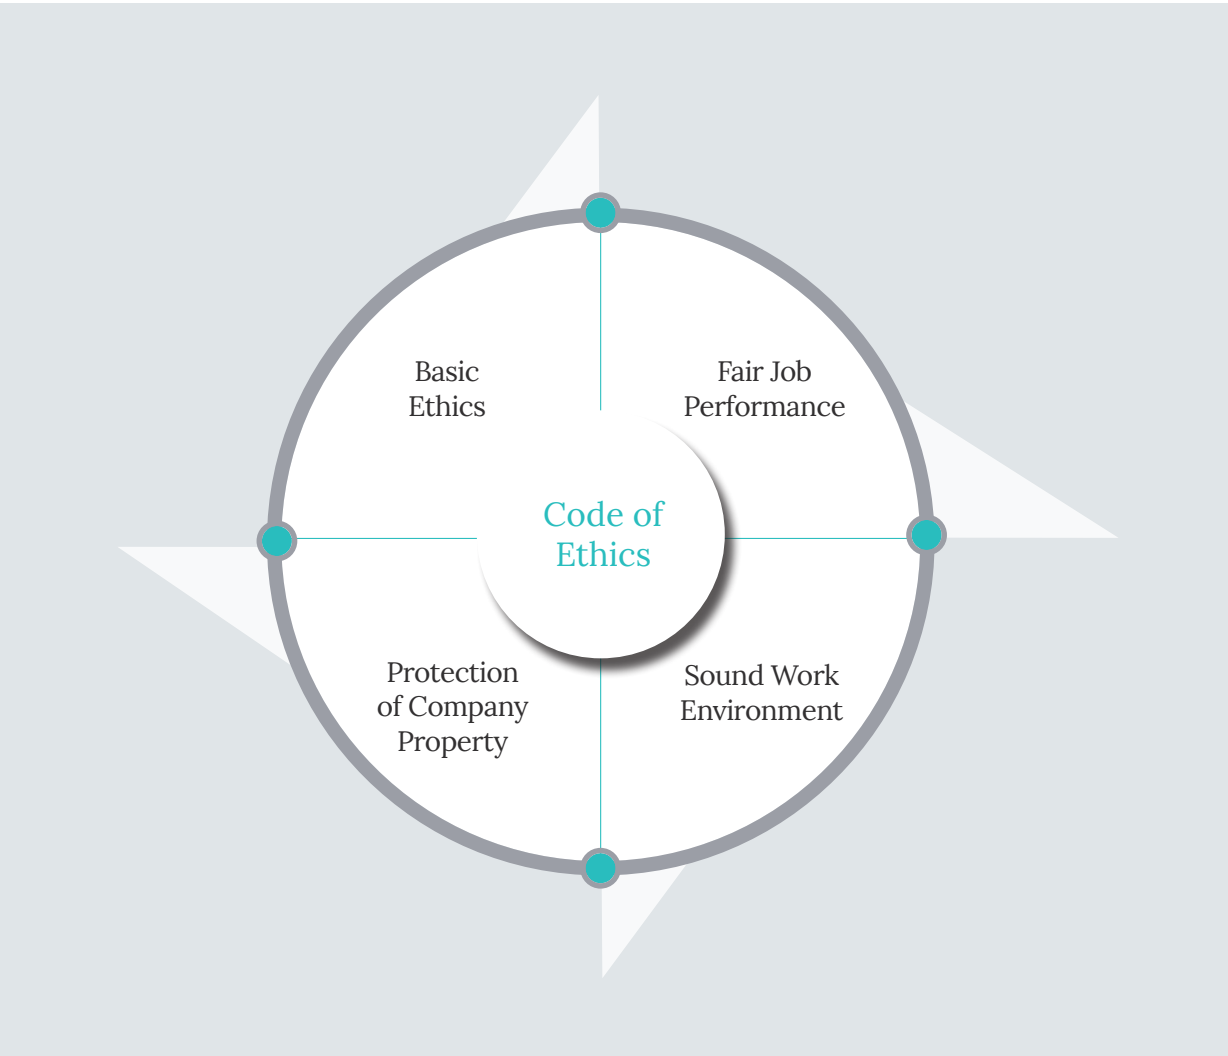 Basic
Ethics
Fair Job
Performance
Code of
Ethics
Protection
of Company
Property
Sound Work
Environment